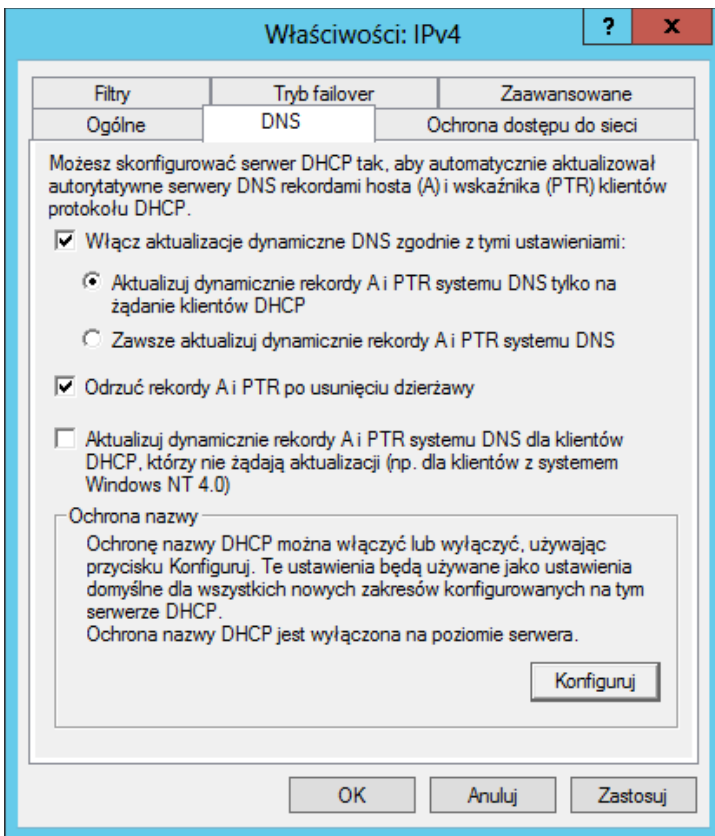 Właściwości: IPv4
?
x
Filtry
Tryb failover
Zaawansowane
Ogólne
DNS
Ochrona dostępu do sieci
Możesz skonfigurować serwer DHCP tak, aby automatycznie aktualizował
autorytatywne serwery DNS rekordami hosta (A) i wskaźnika (PTR) klientów
protokołu DHCP.
Włącz aktualizacje dynamiczne DNS zgodnie z tymi ustawieniami:
Aktualizuj dynamicznie rekordy A i PTR systemu DNS tylko na
żądanie klientów DHCP
Zawsze aktualizuj dynamicznie rekordy A i PTR systemu DNS
Odrzuć rekordy A i PTR po usunięciu dzierżawy
Aktualizuj dynamicznie rekordy A i PTR systemu DNS dla klientów
DHCP, którzy nie żądają aktualizacji (np. dla klientów z systemem
Windows NT 4.0)
Ochrona nazwy
Ochronę nazwy DHCP można włączyć lub wyłączyć, używając
przycisku Konfiguruj. Te ustawienia będą używane jako ustawienia
domyślne dla wszystkich nowych zakresów konfigurowanych na tym
serwerze DHCP.
Ochrona nazwy DHCP jest wyłączona na poziomie serwera.
Konfiguruj
OK
Anuluj
Zastosuj